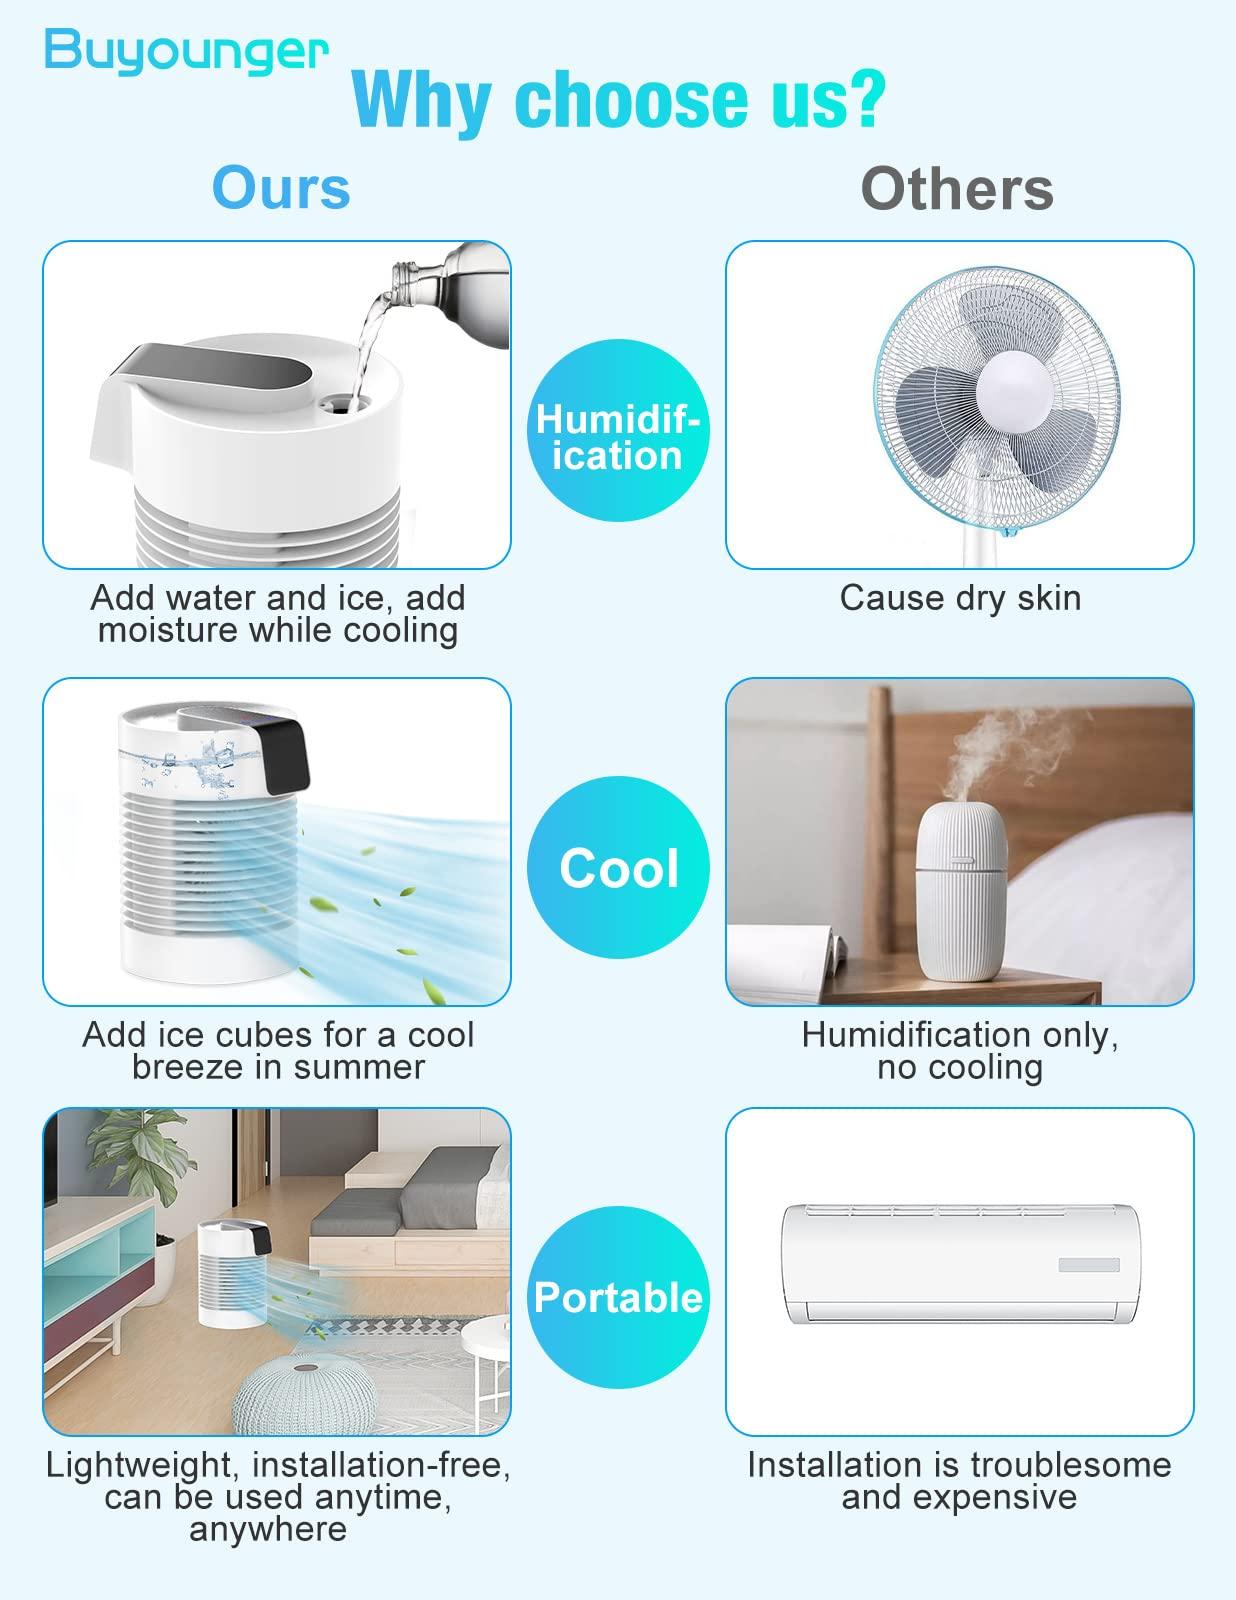 Buyounger
Why choose us?
Ours
Others
Humidif-
ication
Add water and ice, add
moisture while cooling
Cause dry skin
Cool
Add ice cubes for a cool
breeze in summer
Humidification only,
no cooling
Portable
Lightweight, installation-free,
can be used anytime,
anywhere
Installation is troublesome
and expensive